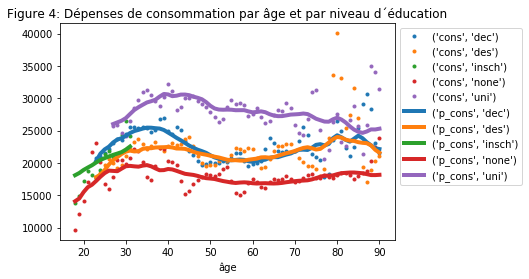 Figure 4: Dépenses de consommation par âge et par niveau d´éducation
40000
35000
30000
25000
20000
15000
10000
20 30 40 50 60 70 80 90
âge
('cons', 'dec')
('cons', 'des')
('cons', 'insch')
('cons', 'none')
('cons', 'uni')
('p_cons', 'dec')
('p_cons', 'des')
('p_cons', 'insch')
('p_cons', 'none')
('p_cons', 'uni')